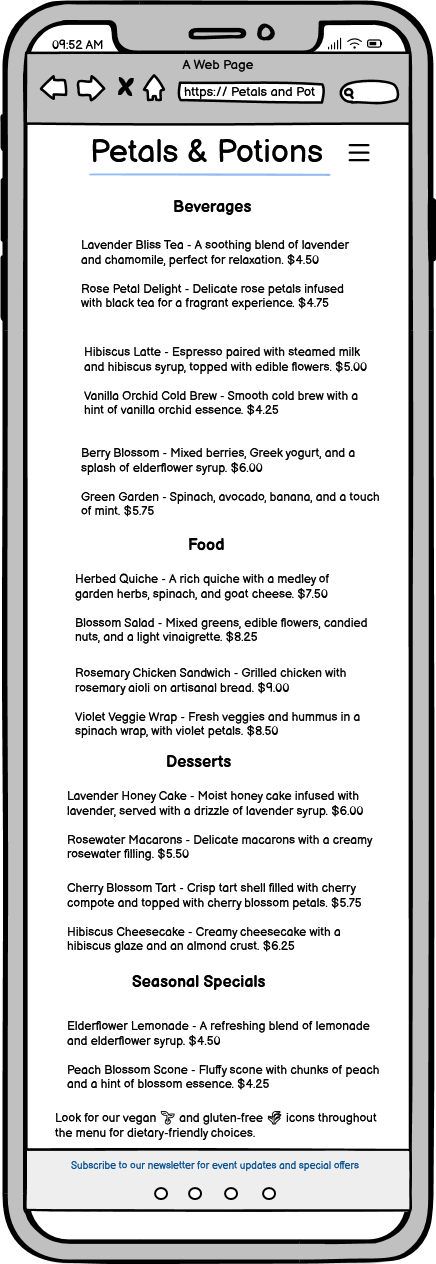 09:52 AM
A Web Page
https:// Petals and Pot
Petals & Potions
Beverages
Lavender Bliss Tea - A soothing blend of lavender
and chamomile, perfect for relaxation. $4.50
Rose Petal Delight - Delicate rose petals infused
with black tea for a fragrant experience. $4.75
Hibiscus Latte - Espresso paired with steamed milk
and hibiscus syrup, topped with edible flowers. $5.00
Vanilla Orchid Cold Brew - Smooth cold brew with a
hint of vanilla orchid essence. $4.25
Berry Blossom - Mixed berries, Greek yogurt, and a
splash of elderflower syrup. $6.00
Green Garden - Spinach, avocado, banana, and a touch
of mint. $5.75
Food
Herbed Quiche - A rich quiche with a medley of
garden herbs, spinach, and goat cheese. $7.50
Blossom Salad - Mixed greens, edible flowers, candied
nuts, and a light vinaigrette. $8.25
Rosemary Chicken Sandwich - Grilled chicken with
rosemary aioli on artisanal bread. $9.00
Violet Veggie Wrap - Fresh veggies and hummus in a
spinach wrap, with violet petals. $8.50
Desserts
Lavender Honey Cake - Moist honey cake infused with
lavender, served with a drizzle of lavender syrup. $6.00
Rosewater Macarons - Delicate macarons with a creamy
rosewater filling. $5.50
Cherry Blossom Tart - Crisp tart shell filled with cherry
compote and topped with cherry blossom petals. $5.75
Hibiscus Cheesecake - Creamy cheesecake with a
hibiscus glaze and an almond crust. $6.25
Seasonal Specials
Elderflower Lemonade - A refreshing blend of lemonade
and elderflower syrup. $4.50
Peach Blossom Scone - Fluffy scone with chunks of peach
and a hint of blossom essence. $4.25
Look for our vegan and gluten-free icons throughout
the menu for dietary-friendly choices.
Subscribe to our newsletter for event updates and special offers